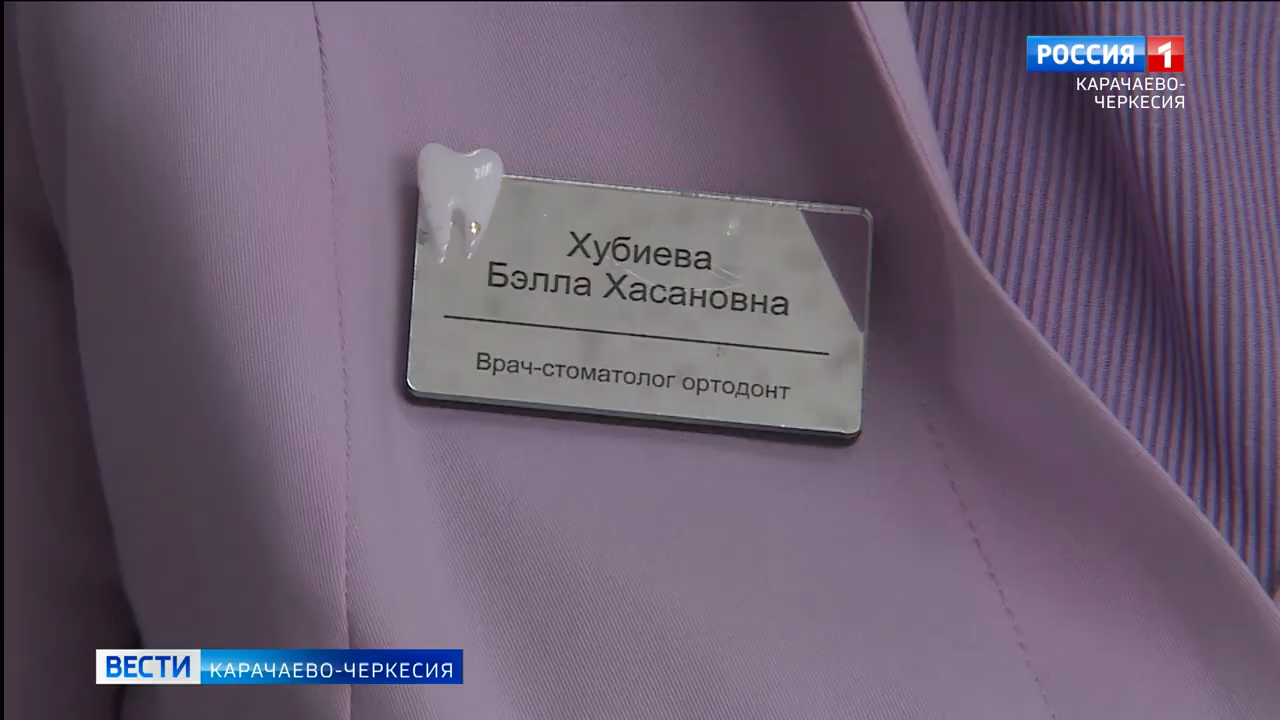 РОССИЯ 1
КАРАЧАЕВО-
ЧЕРКЕСИЯ
Хубиева
Бэлла Хасановна
Врач-стоматолог ортодонт
ВЕСТИ КАРАЧАЕВО-ЧЕРКЕСИЯ